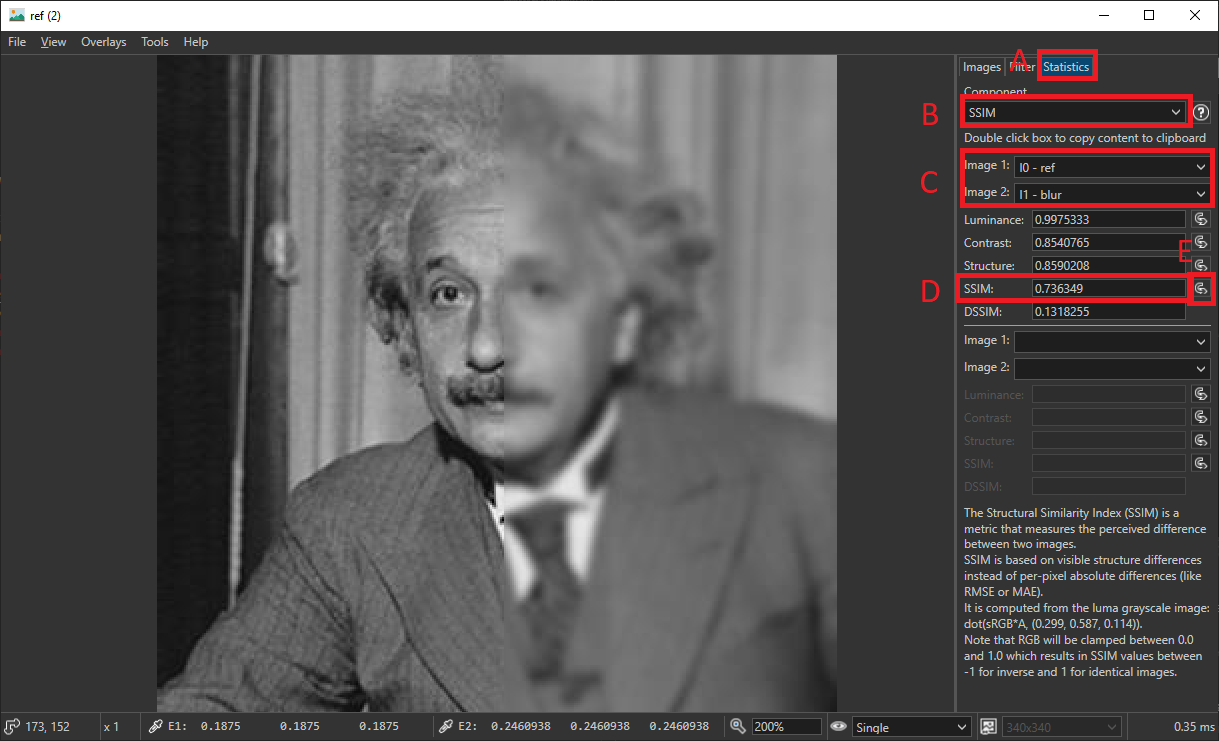 ref (2)
File View Overlays Tools Help
Images Filter Statistics
A
Component
B
SSIM
Double click box to copy content to clipboard
C
Image 1: I0 - ref
Image 2: I1 - blur
Luminance: 0.9975333
Contrast: 0.8540765
E
Structure: 0.8590208
D
SSIM: 0.736349
DSSIM: 0.1318255
Image 1:
Image 2:
Luminance:
Contrast:
Structure:
SSIM:
DSSIM:
The Structural Similarity Index (SSIM) is a
metric that measures the perceived difference
between two images.
SSIM is based on visible structure differences
instead of per-pixel absolute differences (like
RMSE or MAE).
It is computed from the luma grayscale image:
dot(sRGB*A, (0.299, 0.587, 0.114)).
Note that RGB will be clamped between 0.0
and 1.0 which results in SSIM values between
-1 for inverse and 1 for identical images.
173, 152 x 1 E1: 0.1875 0.1875 0.1875 E2: 0.2460938 0.2460938 0.2460938 200% Single 340x340 0.35 ms